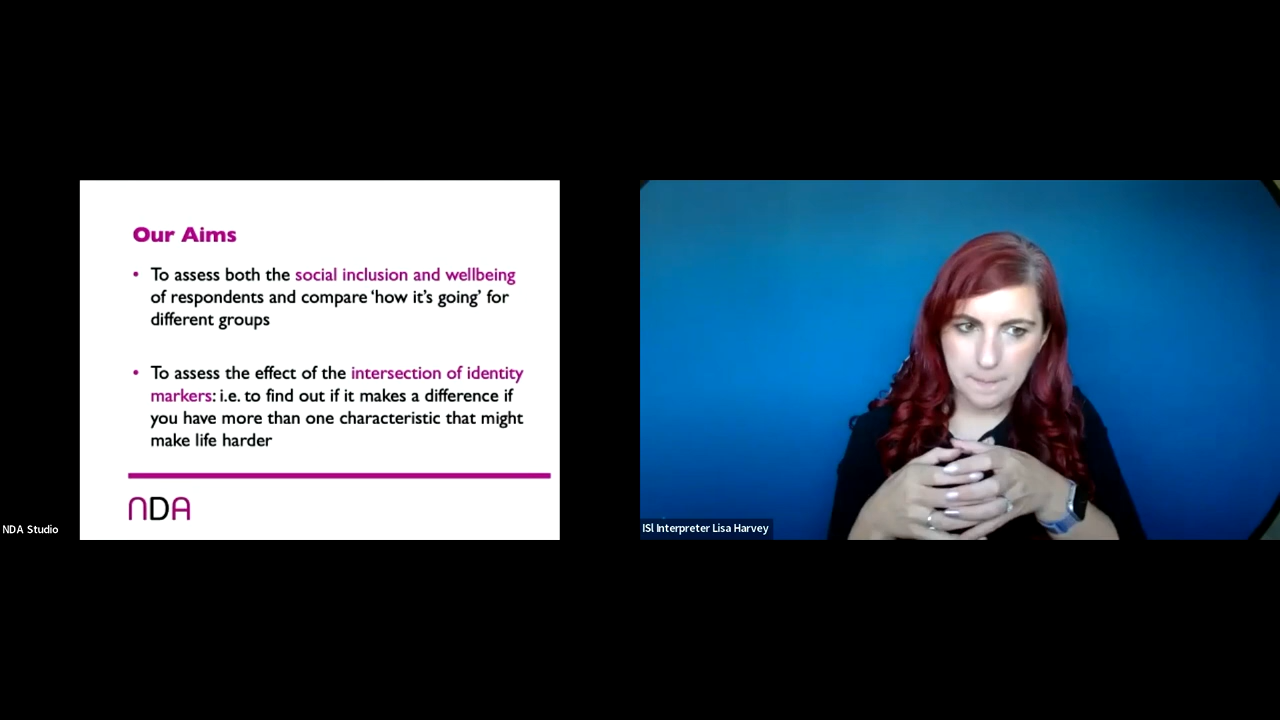 Our Aims
• To assess both the social inclusion and wellbeing
of respondents and compare ‘how it’s going’ for
different groups
• To assess the effect of the intersection of identity
markers: i.e. to find out if it makes a difference if
you have more than one characteristic that might
make life harder
NDA
NDA Studio
ISl Interpreter Lisa Harvey